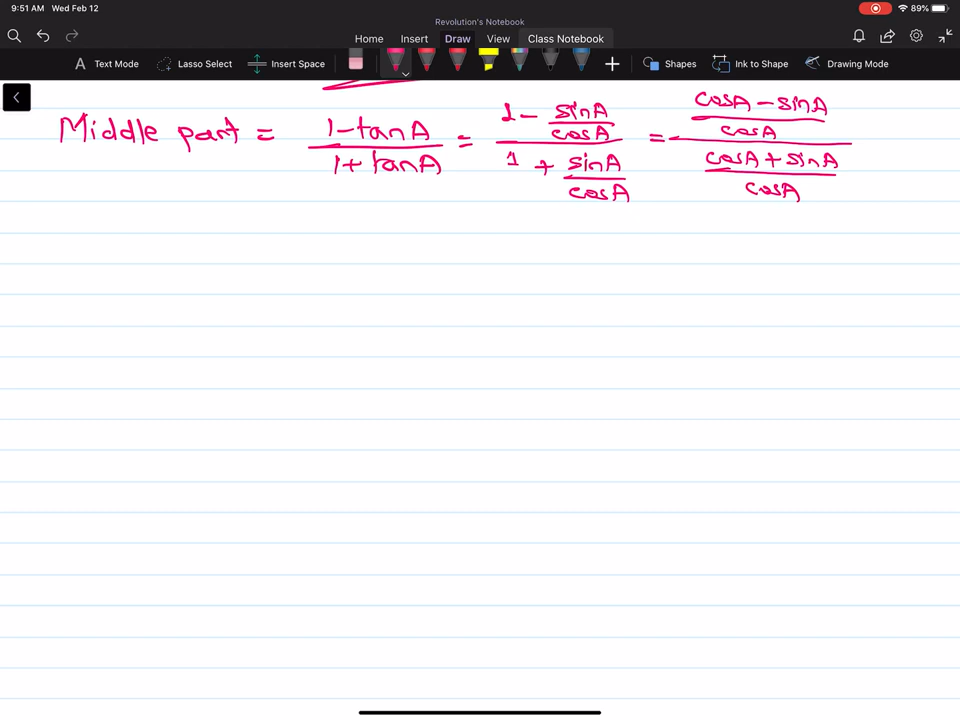 9:51 AM Wed Feb 12
89%
Revolution's Notebook
Home Insert Draw View Class Notebook
A Text Mode Lasso Select Insert Space Shapes Ink to Shape Drawing Mode
Middle part = (1-tanA)/(1+tanA) = (1 - sinA/cosA)/(1 + sinA/cosA) = ((cosA - sinA)/cosA)/((cosA + sinA)/cosA)